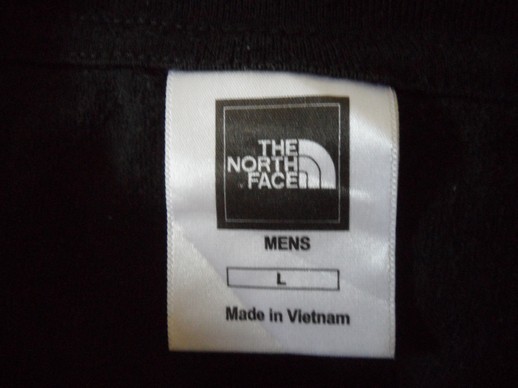 THE
NORTH
FACE
MENS
L
Made in Vietnam